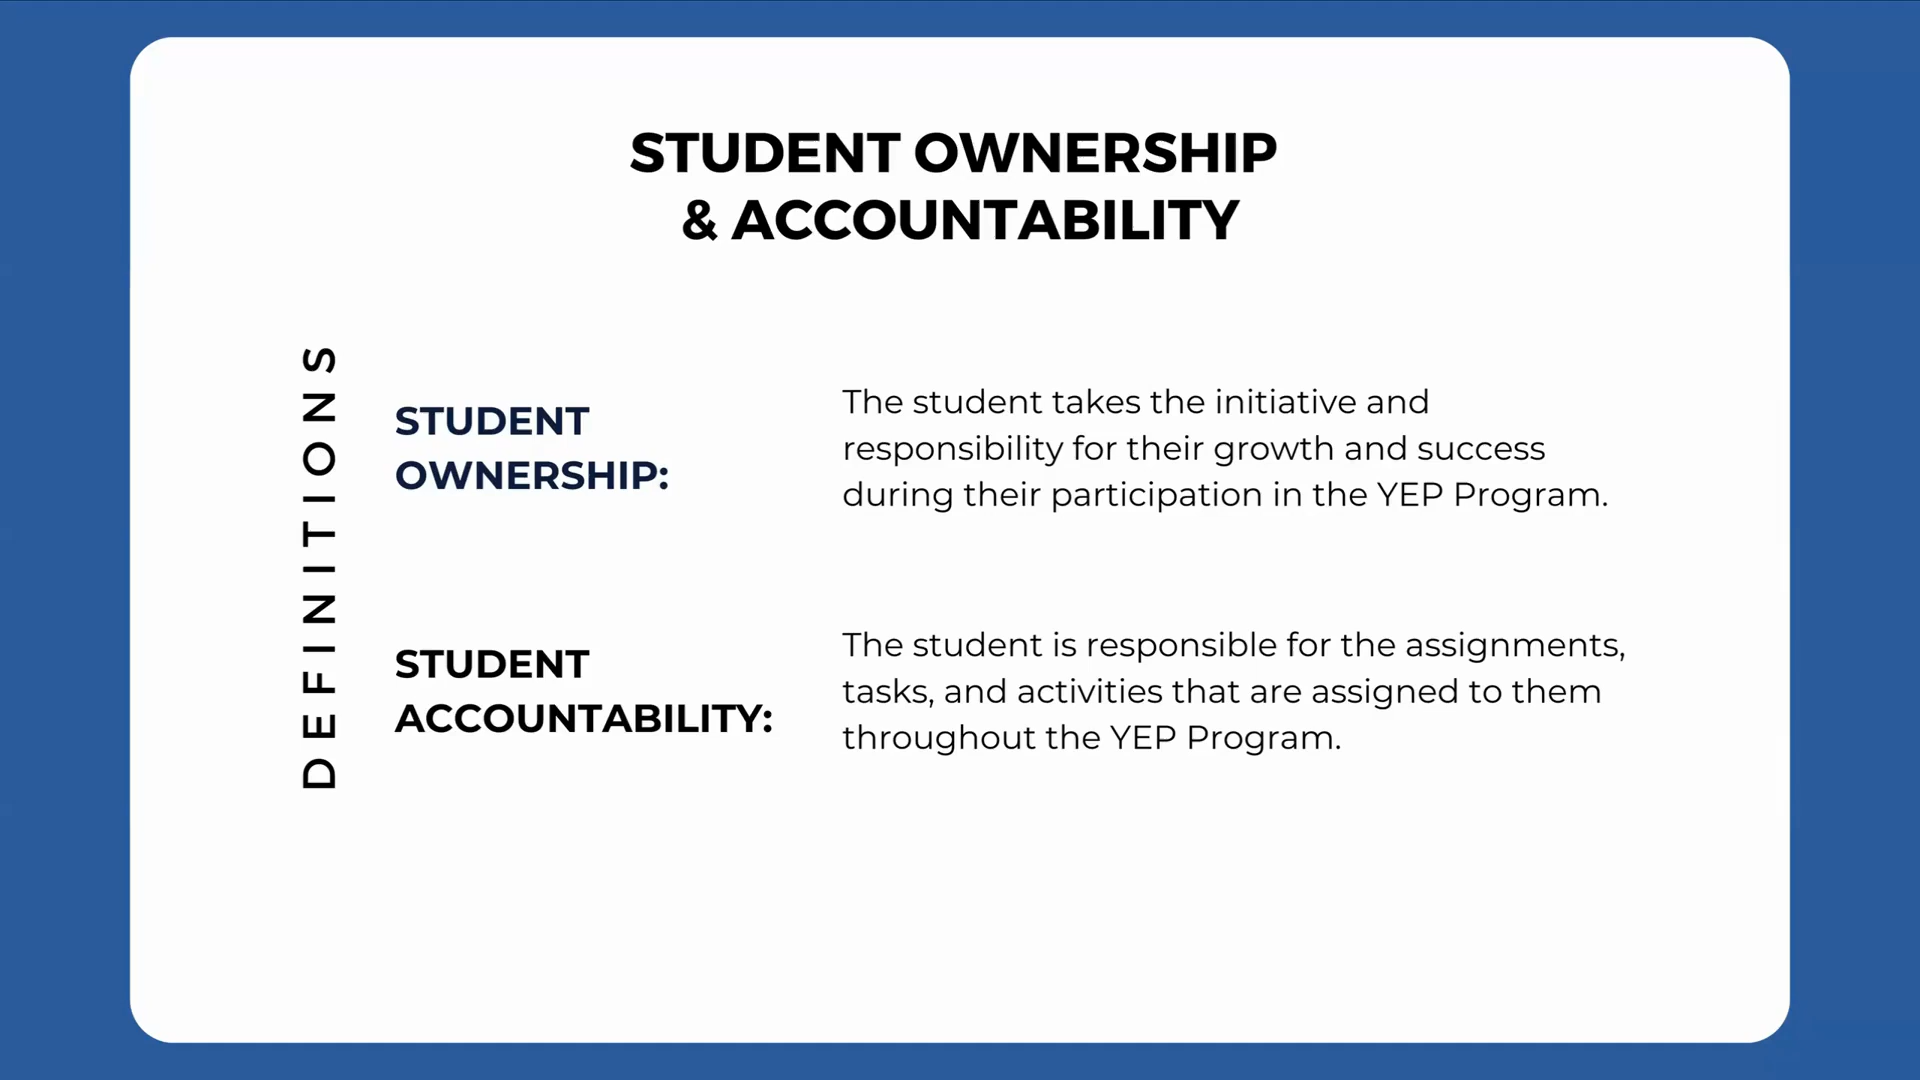 STUDENT OWNERSHIP
& ACCOUNTABILITY
DEFINITIONS
STUDENT
OWNERSHIP:
The student takes the initiative and
responsibility for their growth and success
during their participation in the YEP Program.
STUDENT
ACCOUNTABILITY:
The student is responsible for the assignments,
tasks, and activities that are assigned to them
throughout the YEP Program.